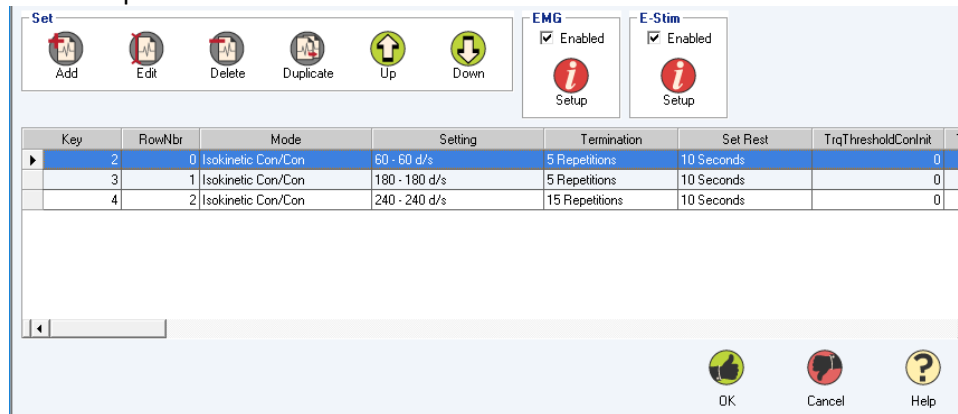 Set
EMG
E-Stim
Enabled
Enabled
Add Edit Delete Duplicate Up Down
Setup
Setup
Key RowNbr Mode Setting Termination Set Rest TrqThresholdConInit
2 0 Isokinetic Con/Con 60 - 60 d/s 5 Repetitions 10 Seconds 0
3 1 Isokinetic Con/Con 180 - 180 d/s 5 Repetitions 10 Seconds 0
4 2 Isokinetic Con/Con 240 - 240 d/s 15 Repetitions 10 Seconds 0
OK Cancel Help